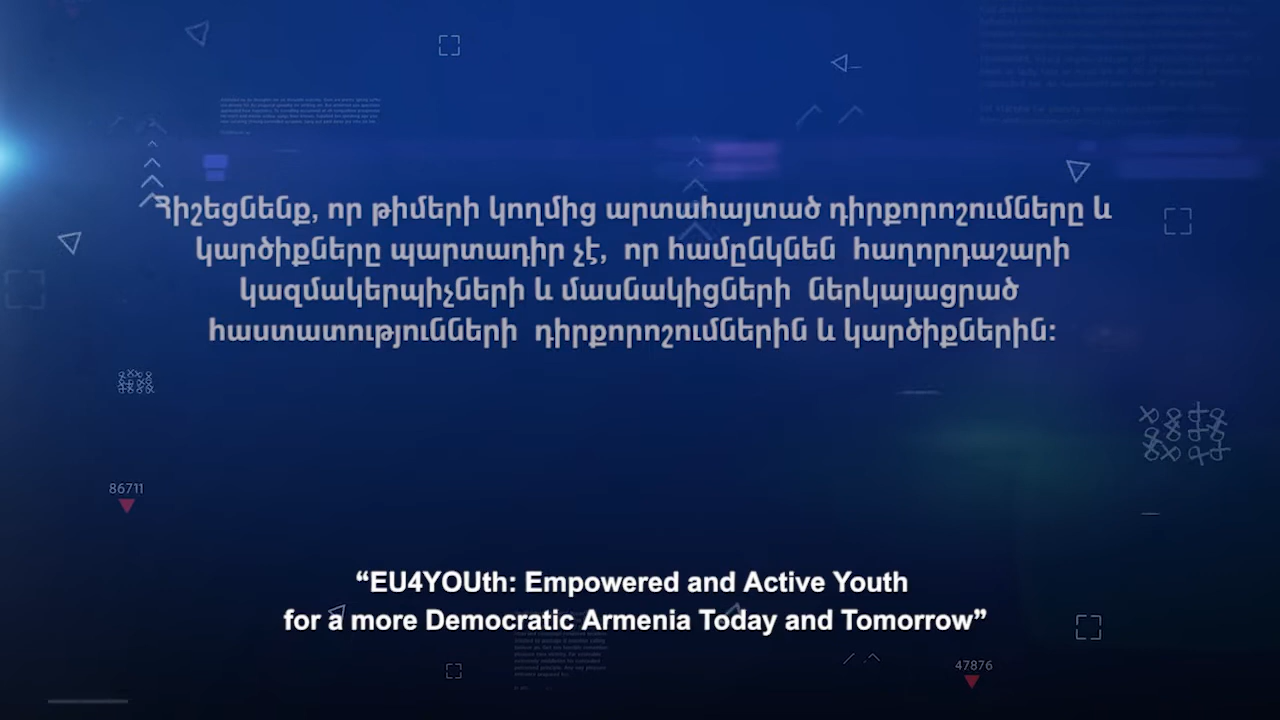 Հիշեցնենք, որ թիմերի կողմից արտահայտած դիրքորոշումները և
կարծիքները պարտադիր չէ, որ համընկնեն հաղորդաշարի
կազմակերպիչների և մասնակիցների ներկայացրած
հաստատությունների դիրքորոշումներին և կարծիքներին:
86711
“EU4YOUth: Empowered and Active Youth
for a more Democratic Armenia Today and Tomorrow”
47876